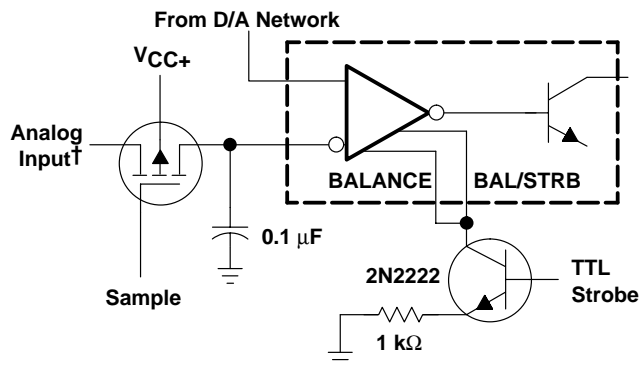 From D/A Network
VCC+
Analog
Input†
BALANCE
BAL/STRB
0.1 μF
2N2222
TTL
Strobe
Sample
1 kΩ